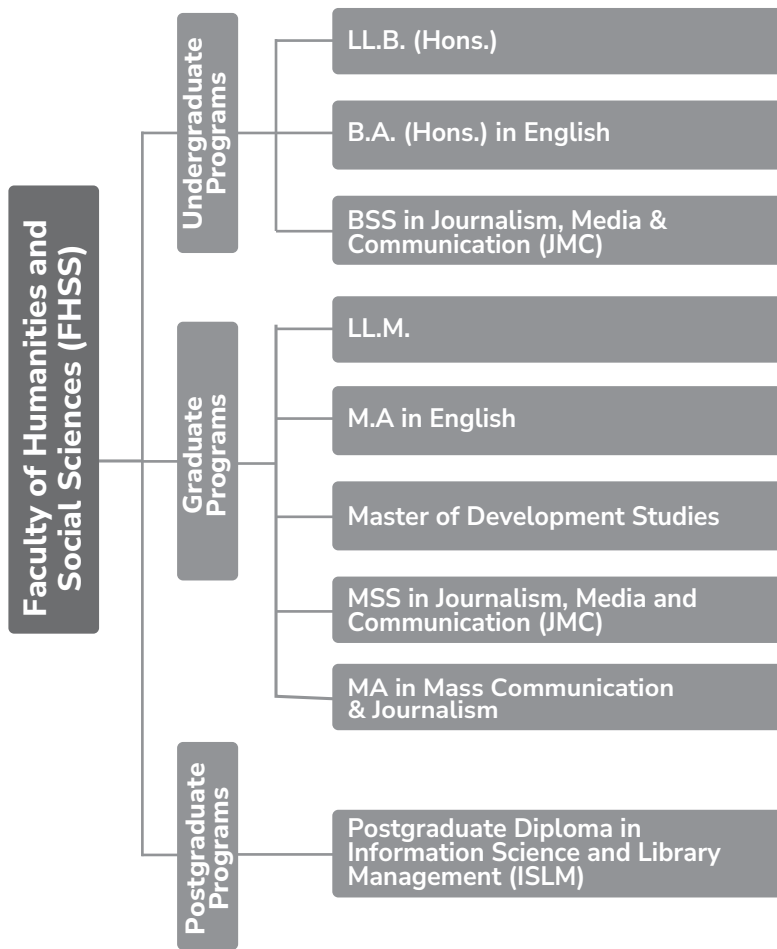 Faculty of Humanities and
Social Sciences (FHSS)
Undergraduate
Programs
LL.B. (Hons.)
B.A. (Hons.) in English
BSS in Journalism, Media &
Communication (JMC)
Graduate
Programs
LL.M.
M.A in English
Master of Development Studies
MSS in Journalism, Media and
Communication (JMC)
MA in Mass Communication
& Journalism
Postgraduate
Programs
Postgraduate Diploma in
Information Science and Library
Management (ISLM)